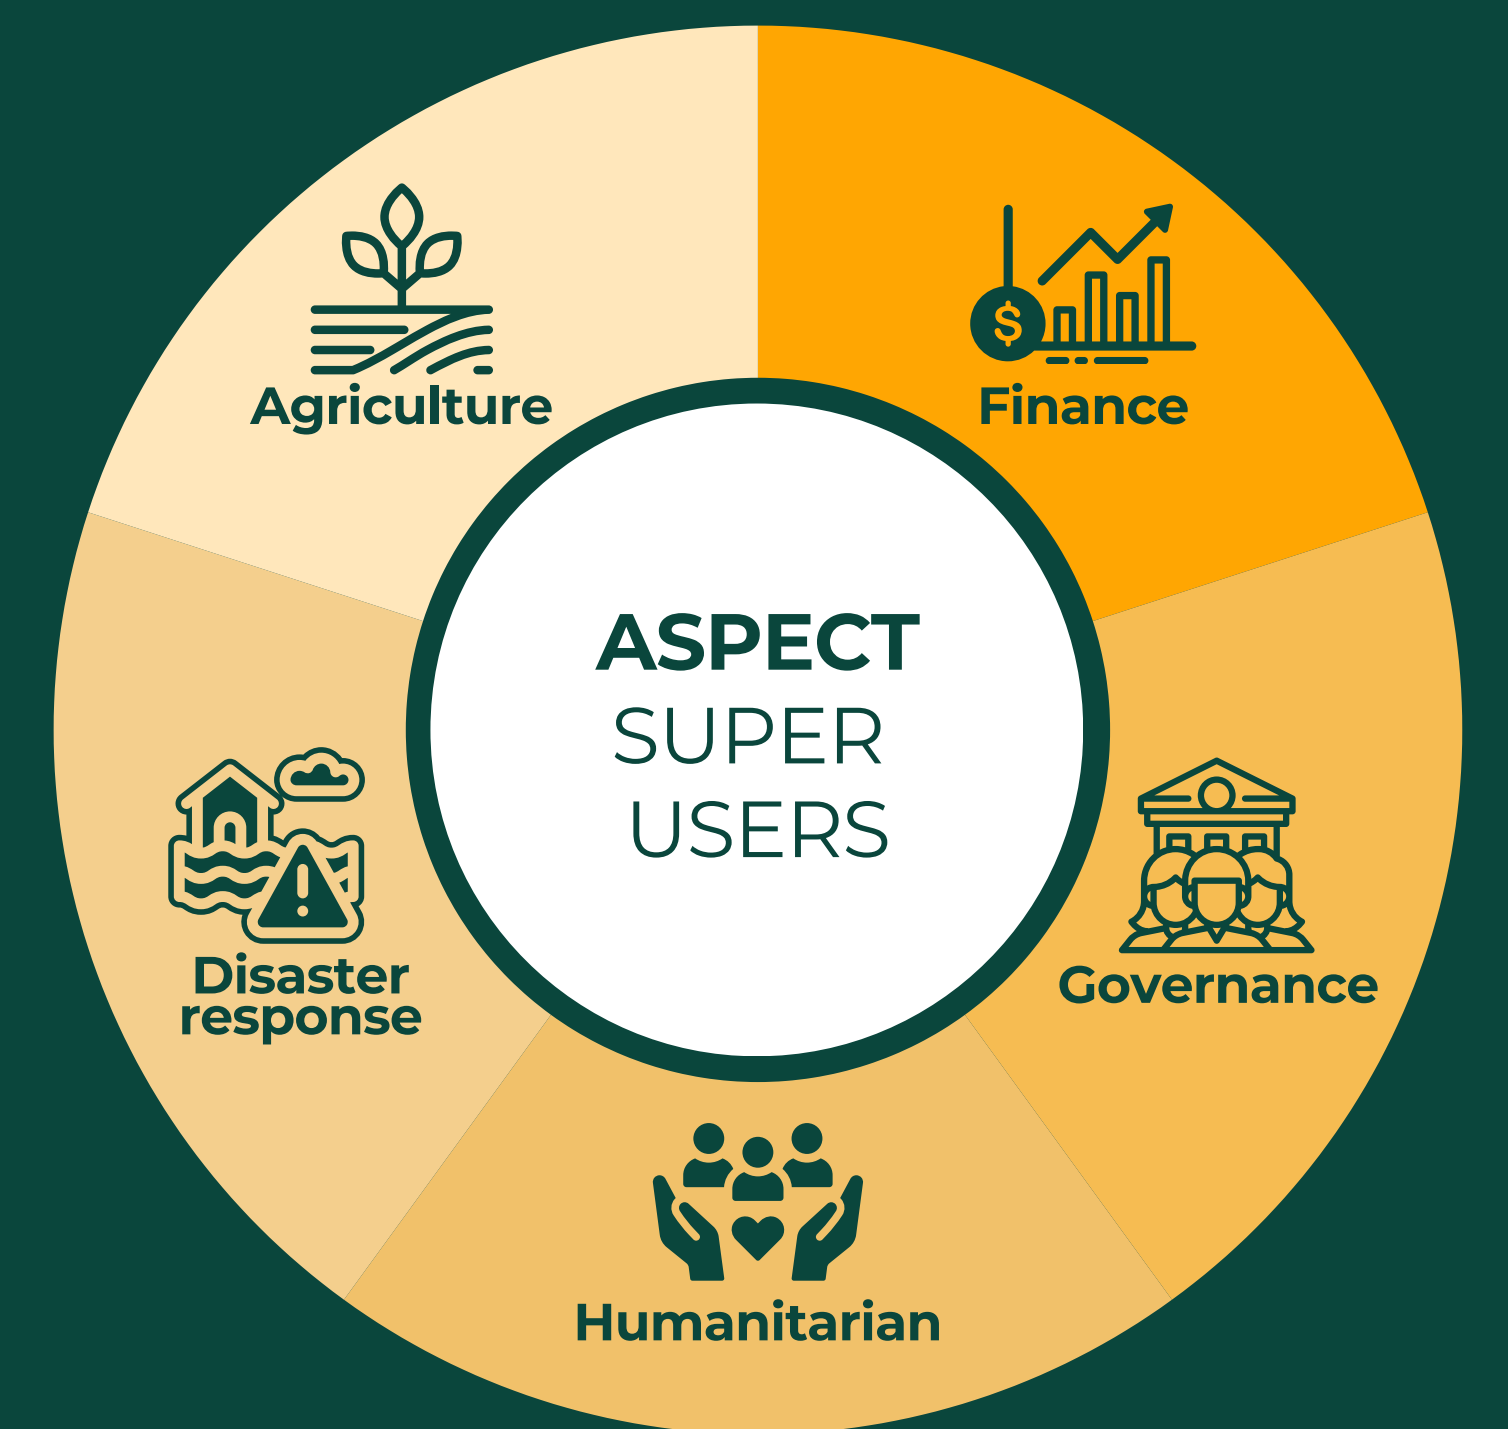 Agriculture
$
Finance
ASPECT
SUPER
USERS
Disaster
response
Governance
Humanitarian